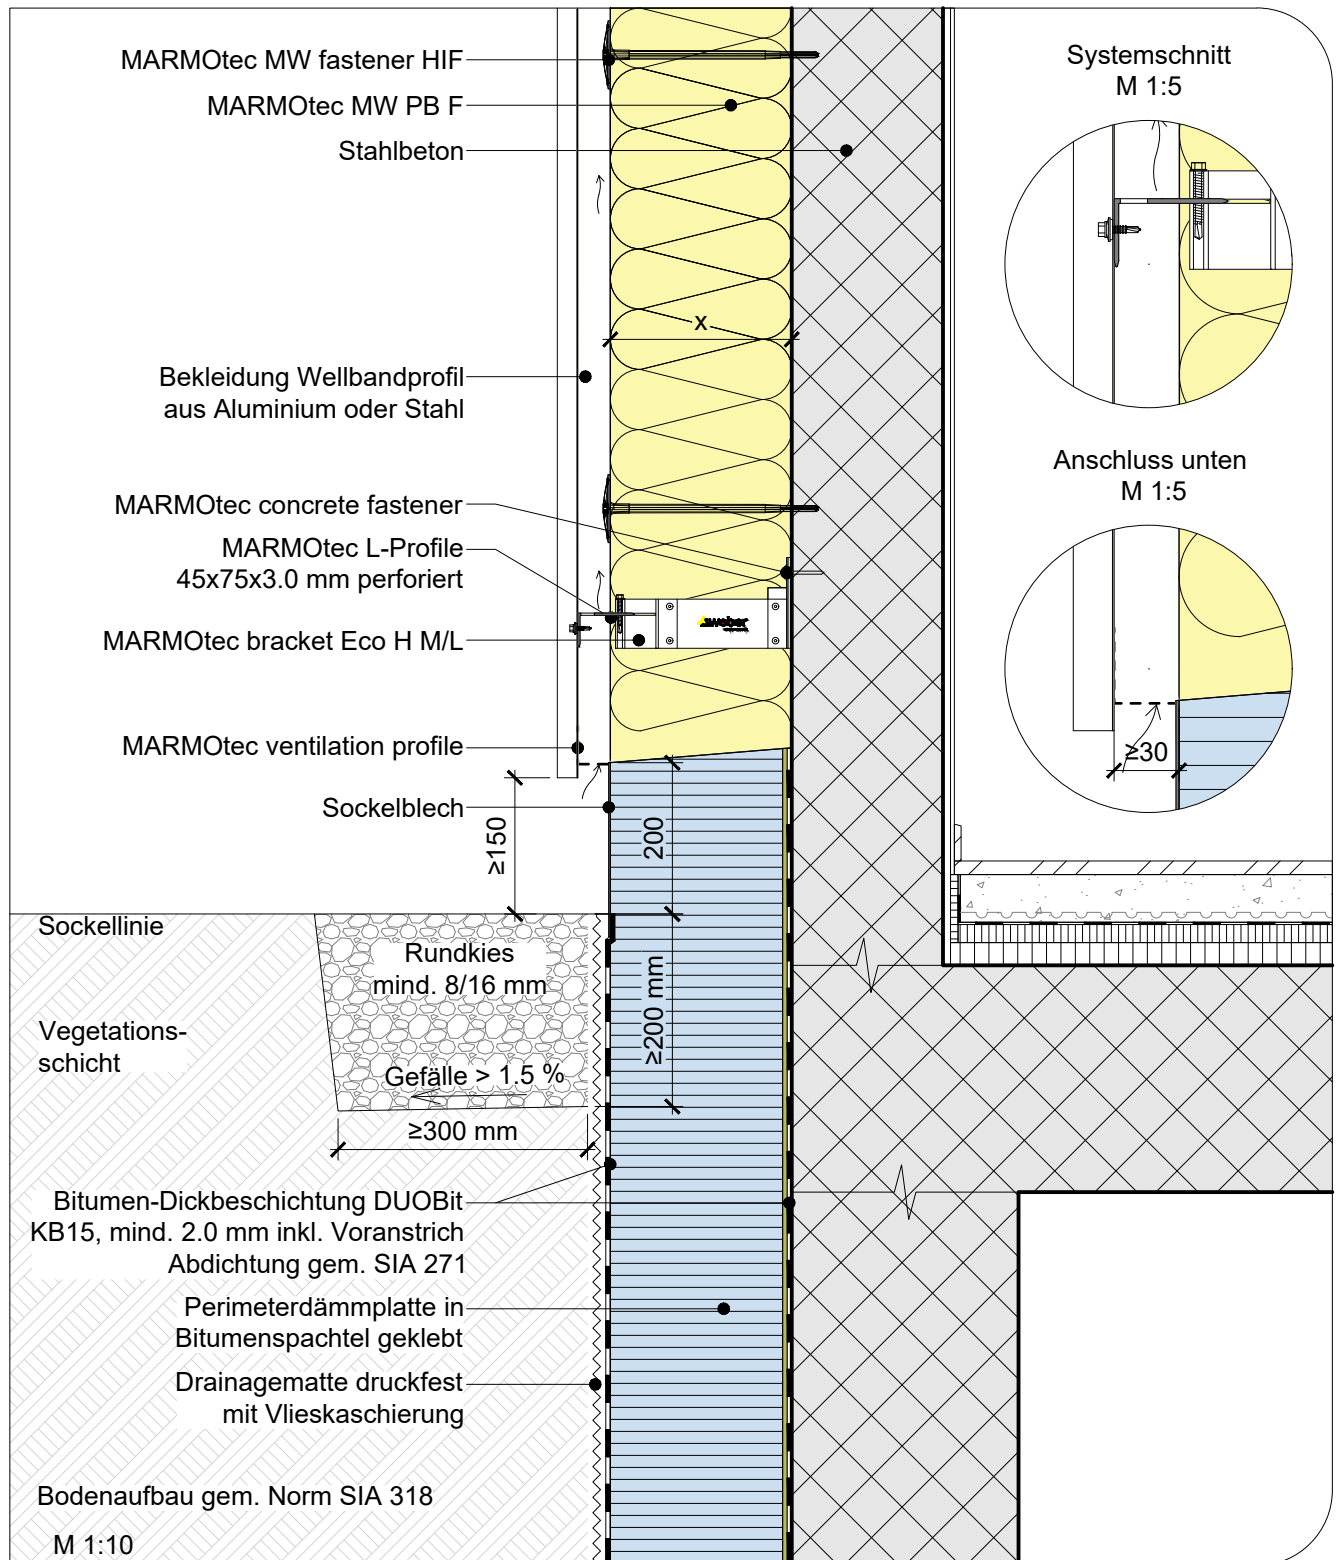 MARMOtec MW fastener HIF
MARMOtec MW PB F
Stahlbeton
x
Bekleidung Wellbandprofil
aus Aluminium oder Stahl
MARMOtec concrete fastener
MARMOtec L-Profile
45x75x3.0 mm perforiert
MARMOtec bracket Eco H M/L
weber
MARMOtec ventilation profile
Sockelblech
≥150
200
Sockellinie
Rundkies
mind. 8/16 mm
≥200 mm
Vegetations-
schicht
Gefälle > 1.5 %
≥300 mm
Bitumen-Dickbeschichtung DUOBit
KB15, mind. 2.0 mm inkl. Voranstrich
Abdichtung gem. SIA 271
Perimeterdämmplatte in
Bitumenspachtel geklebt
Drainagematte druckfest
mit Vlieskaschierung
Bodenaufbau gem. Norm SIA 318
M 1:10
Systemschnitt
M 1:5
Anschluss unten
M 1:5
≥30